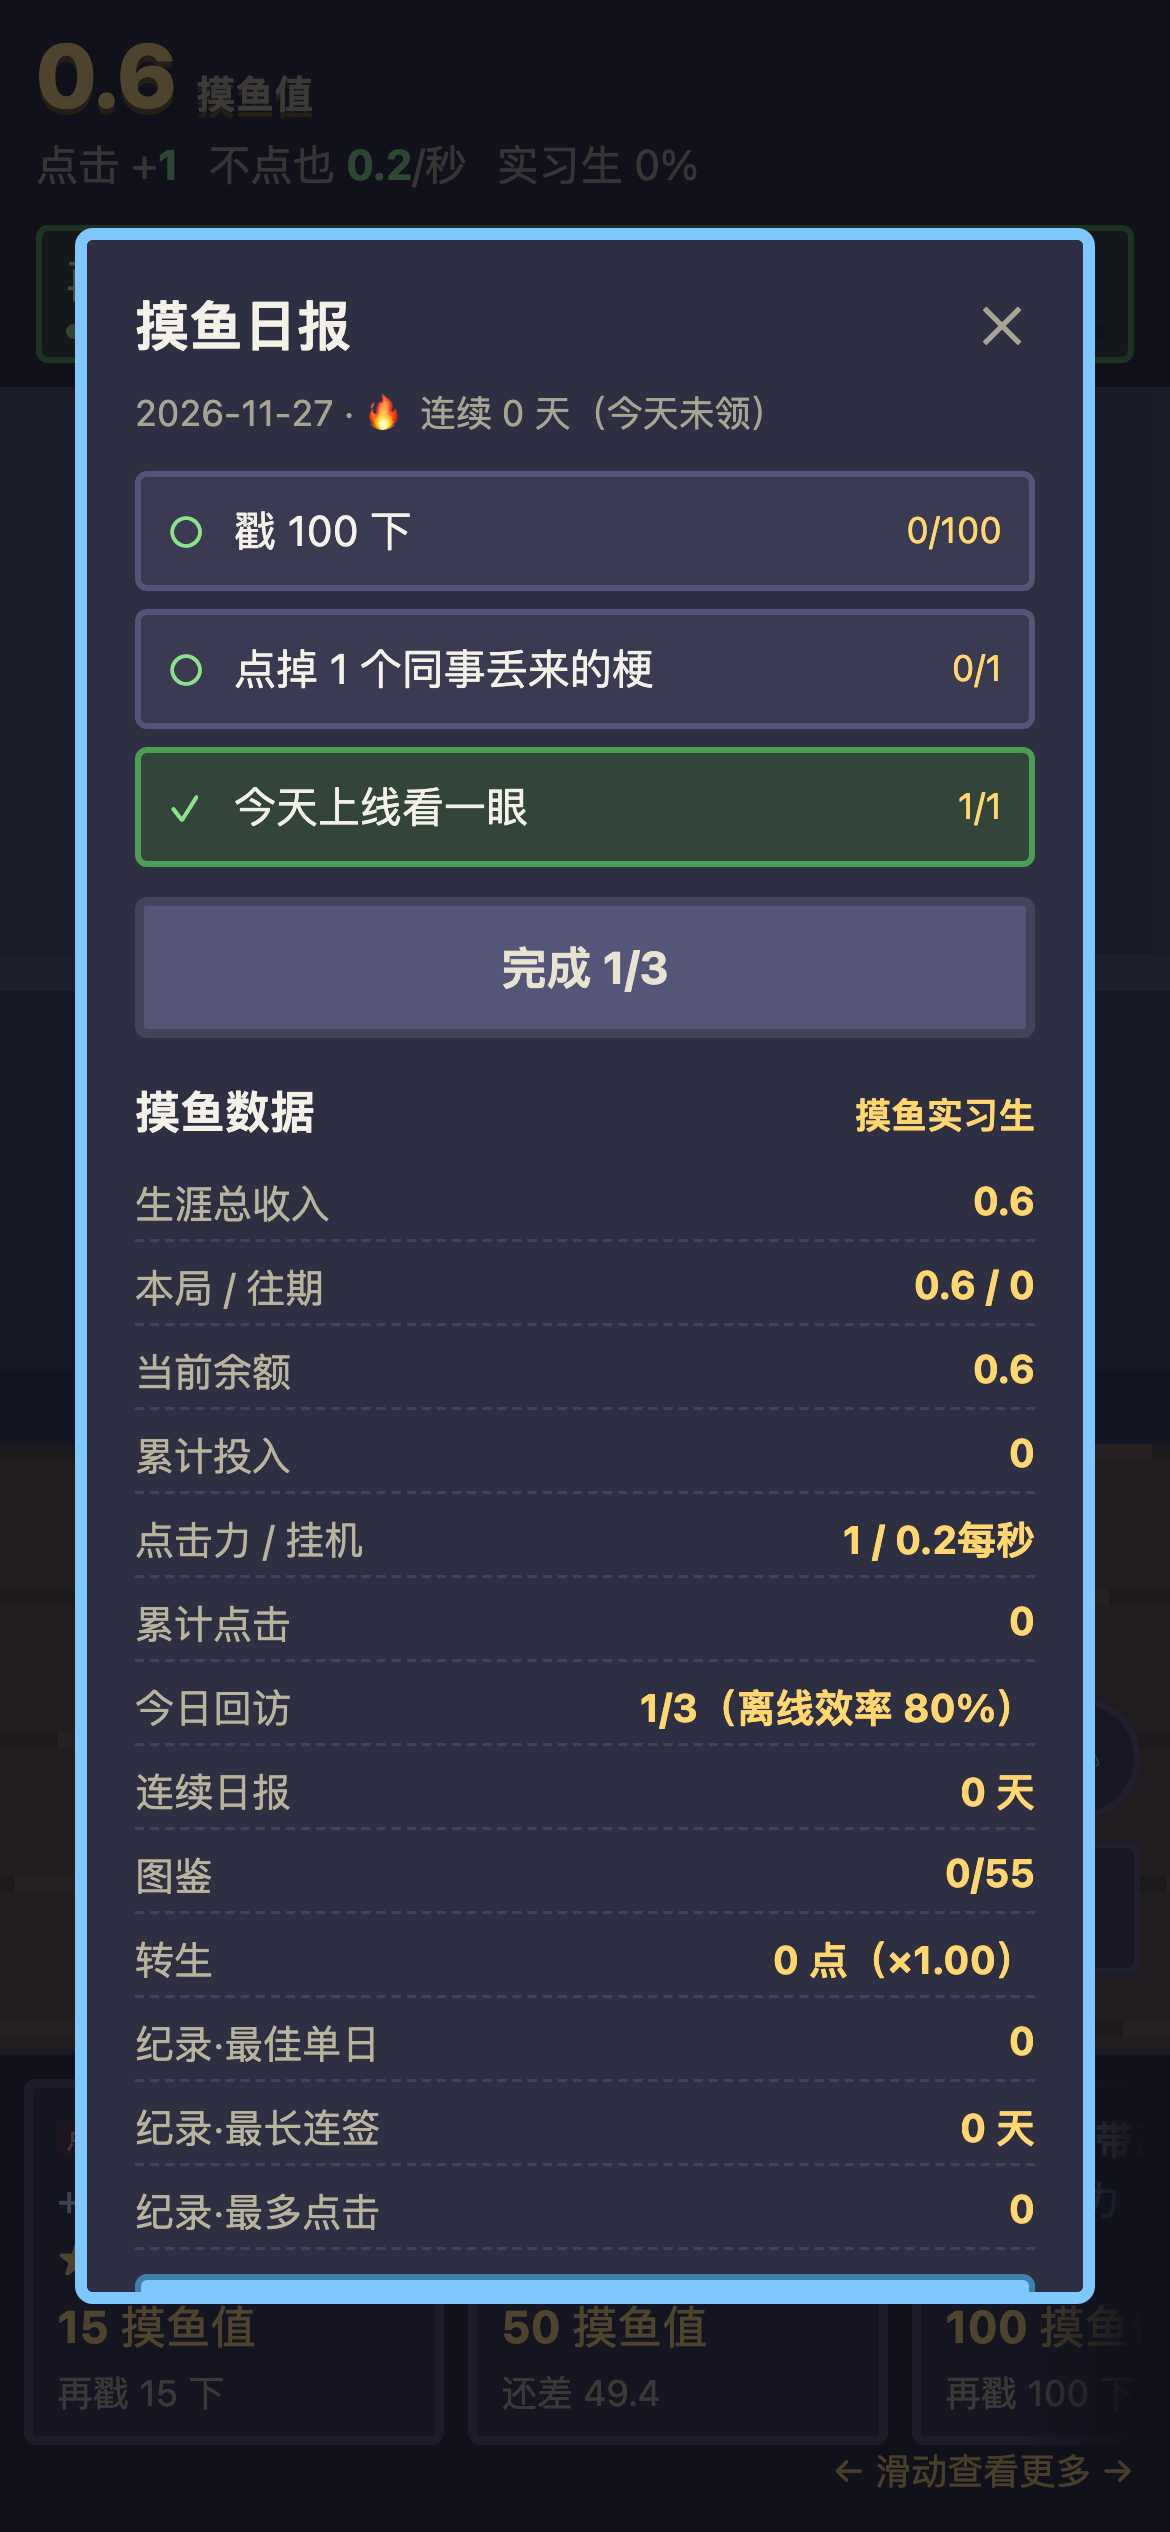 0.6 摸鱼值
点击 +1 不点也 0.2/秒 实习生 0%
摸鱼日报
2026-11-27 · 🔥 连续 0 天（今天未领）
戳 100 下 0/100
点掉 1 个同事丢来的梗 0/1
今天上线看一眼 1/1
完成 1/3
摸鱼数据 摸鱼实习生
生涯总收入 0.6
本局 / 往期 0.6 / 0
当前余额 0.6
累计投入 0
点击力 / 挂机 1 / 0.2每秒
累计点击 0
今日回访 1/3（离线效率 80%）
连续日报 0 天
图鉴 0/55
转生 0 点（×1.00）
纪录·最佳单日 0
纪录·最长连签 0 天
纪录·最多点击 0
带
力
15 摸鱼值 50 摸鱼值 100 摸鱼
再戳 15 下 还差 49.4 再戳 100 下
← 滑动查看更多 →